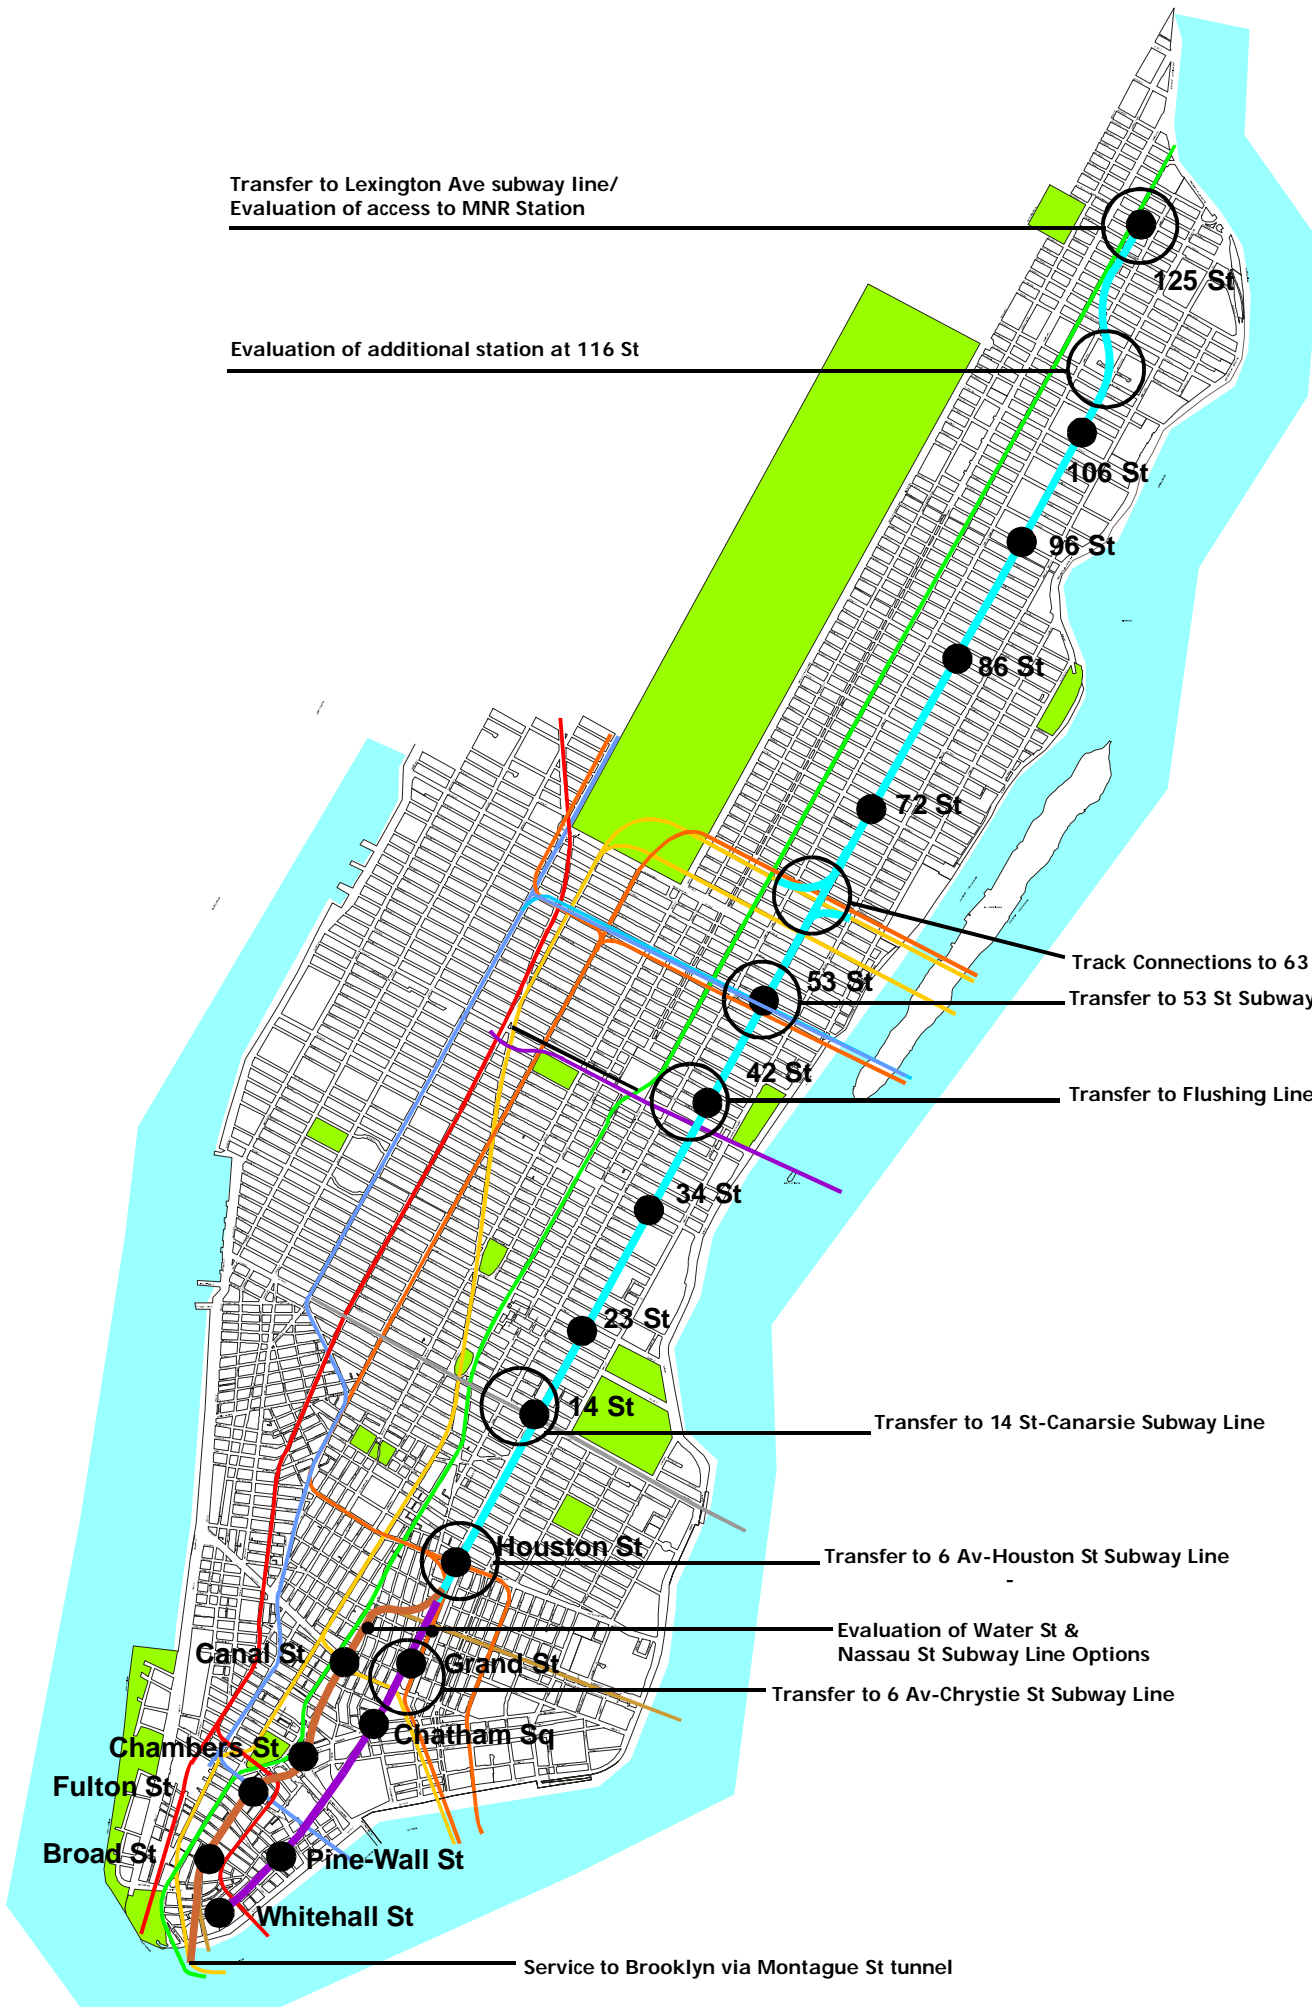 Transfer to Lexington Ave subway line/
Evaluation of access to MNR Station
125 St
Evaluation of additional station at 116 St
106 St
96 St
86 St
72 St
Track Connections to 63
53 St
Transfer to 53 St Subway
42 St
Transfer to Flushing Line
34 St
23 St
14 St
Transfer to 14 St-Canarsie Subway Line
Houston St
Transfer to 6 Av-Houston St Subway Line
-
Evaluation of Water St &
Nassau St Subway Line Options
Canal St
Grand St
Transfer to 6 Av-Chrystie St Subway Line
Chatham Sq
Chambers St
Fulton St
Broad St
Pine-Wall St
Whitehall St
Service to Brooklyn via Montague St tunnel